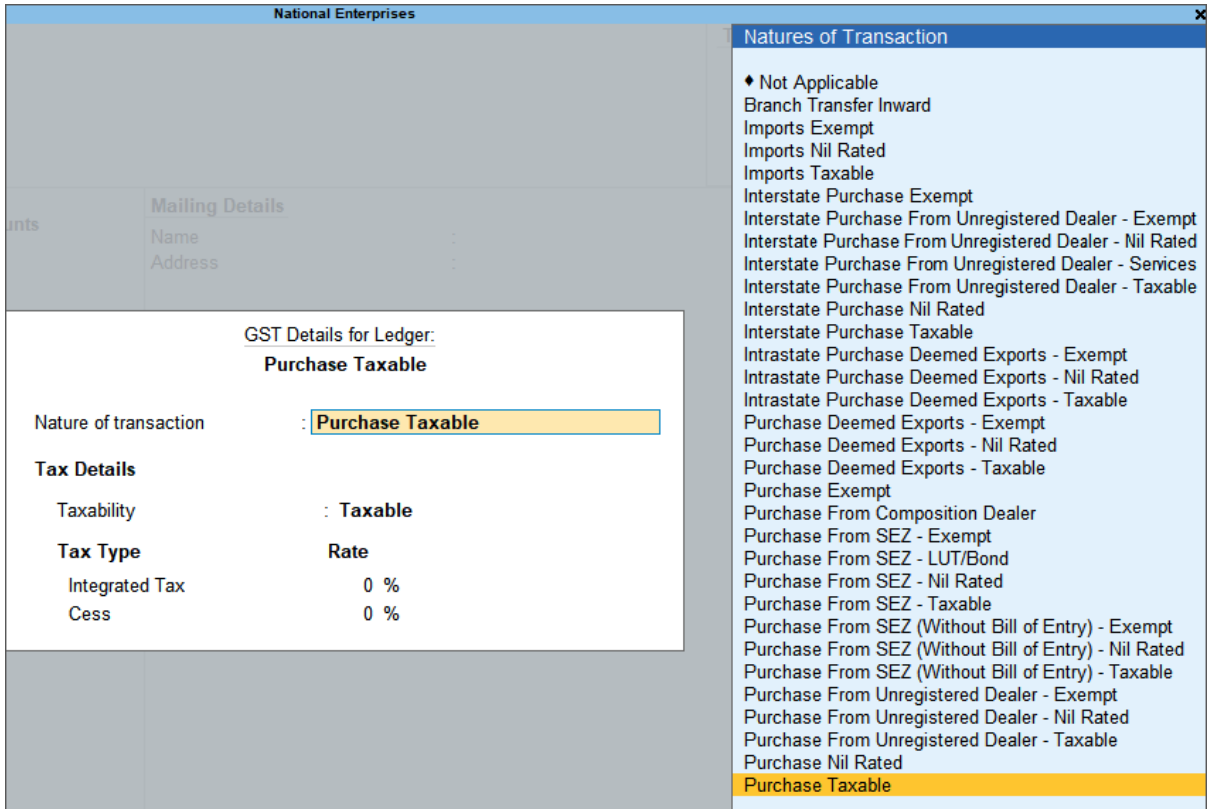 National Enterprises
Mailing Details
Name :
Address :
GST Details for Ledger:
Purchase Taxable
Nature of transaction : Purchase Taxable
Tax Details
Taxability : Taxable
Tax Type Rate
Integrated Tax 0 %
Cess 0 %
Natures of Transaction
♦ Not Applicable
Branch Transfer Inward
Imports Exempt
Imports Nil Rated
Imports Taxable
Interstate Purchase Exempt
Interstate Purchase From Unregistered Dealer - Exempt
Interstate Purchase From Unregistered Dealer - Nil Rated
Interstate Purchase From Unregistered Dealer - Services
Interstate Purchase From Unregistered Dealer - Taxable
Interstate Purchase Nil Rated
Interstate Purchase Taxable
Intrastate Purchase Deemed Exports - Exempt
Intrastate Purchase Deemed Exports - Nil Rated
Intrastate Purchase Deemed Exports - Taxable
Purchase Deemed Exports - Exempt
Purchase Deemed Exports - Nil Rated
Purchase Deemed Exports - Taxable
Purchase Exempt
Purchase From Composition Dealer
Purchase From SEZ - Exempt
Purchase From SEZ - LUT/Bond
Purchase From SEZ - Nil Rated
Purchase From SEZ - Taxable
Purchase From SEZ (Without Bill of Entry) - Exempt
Purchase From SEZ (Without Bill of Entry) - Nil Rated
Purchase From SEZ (Without Bill of Entry) - Taxable
Purchase From Unregistered Dealer - Exempt
Purchase From Unregistered Dealer - Nil Rated
Purchase From Unregistered Dealer - Taxable
Purchase Nil Rated
Purchase Taxable